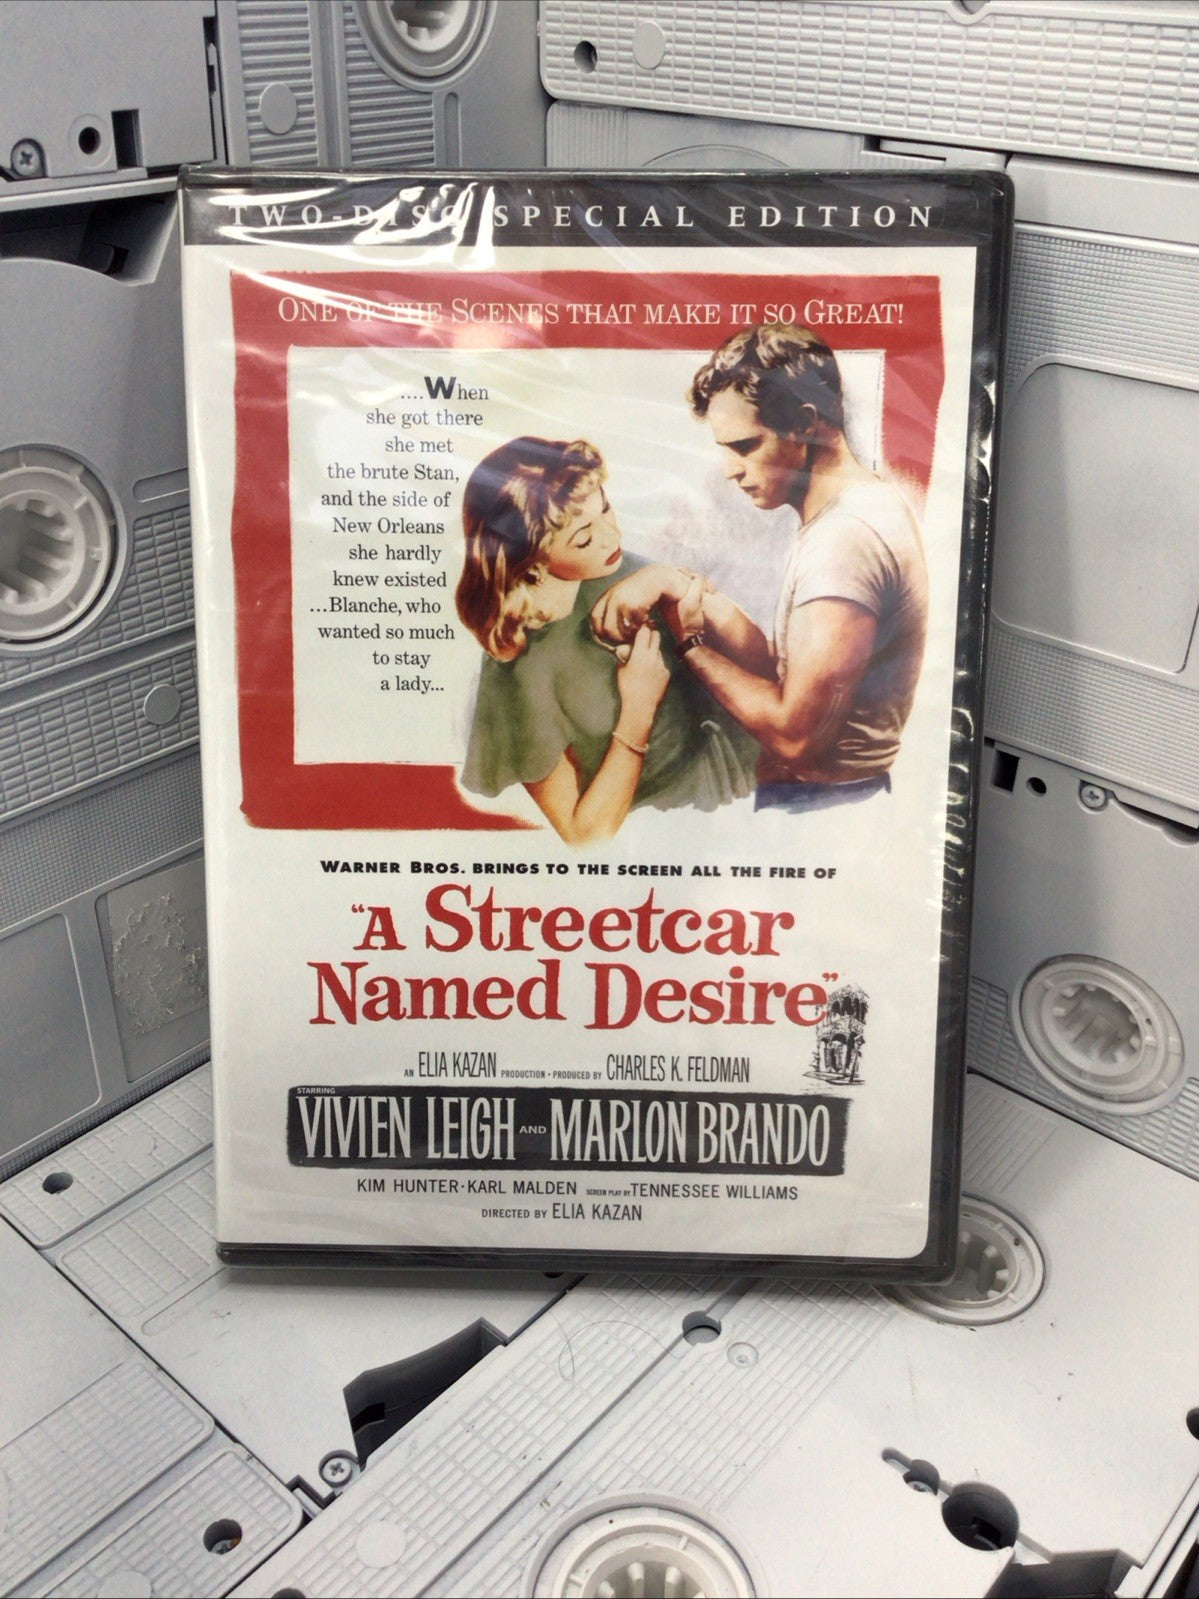 TWO-DISC SPECIAL EDITION
ONE OF THE SCENES THAT MAKE IT SO GREAT!
....When
she got there
she met
the brute Stan,
and the side of
New Orleans
she hardly
knew existed
...Blanche, who
wanted so much
to stay
a lady...
WARNER BROS. BRINGS TO THE SCREEN ALL THE FIRE OF
"A Streetcar
Named Desire"
AN ELIA KAZAN PRODUCTION · PRODUCED BY CHARLES K. FELDMAN
STARRING
VIVIEN LEIGH AND MARLON BRANDO
KIM HUNTER · KARL MALDEN SCREEN PLAY BY TENNESSEE WILLIAMS
DIRECTED BY ELIA KAZAN